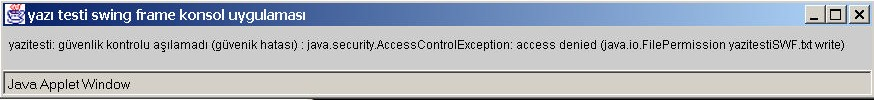 yazı testi swing frame konsol uygulaması
yazitesti: güvenlik kontrolu aşılamadı (güvenik hatası) : java.security.AccessControlException: access denied (java.io.FilePermission yazitestiSWF.txt write)
Java Applet Window